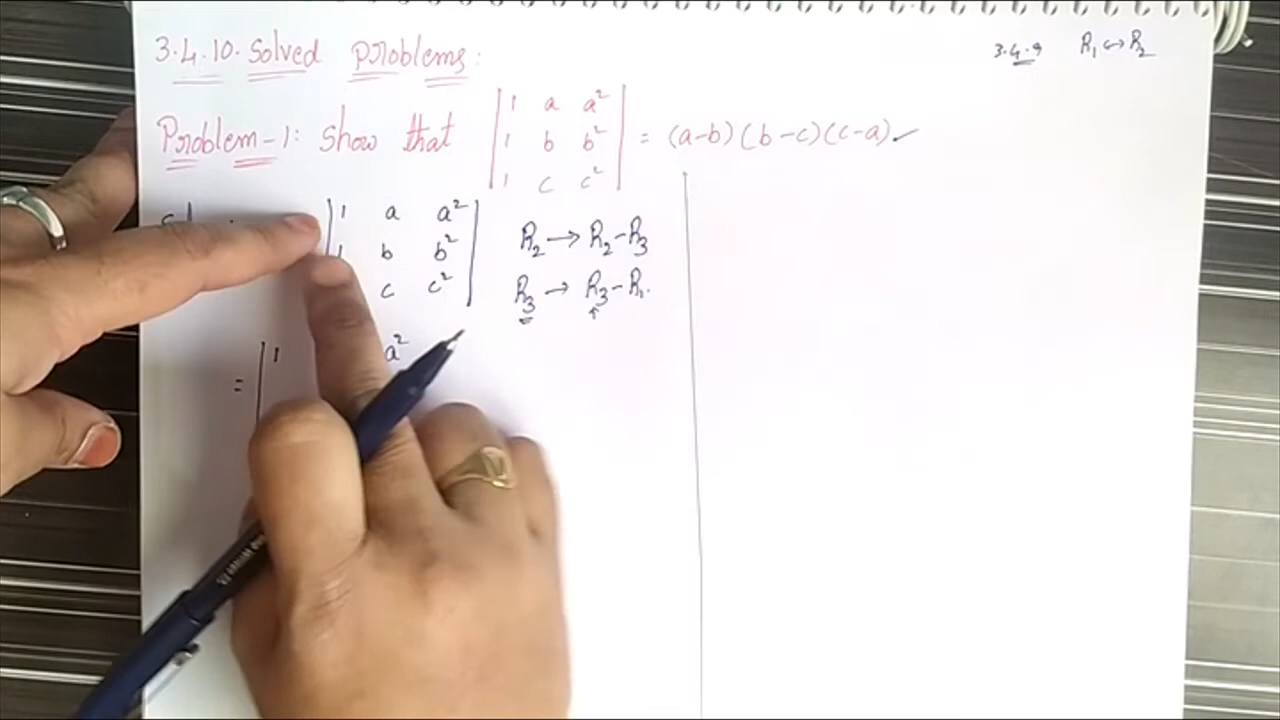 3.4.10. Solved Problems:
3.4.9 R₁↔R₂
Problem-1: Show that | 1 a a² | = (a-b)(b-c)(c-a) ✓
| 1 b b² |
| 1 c c² |
| 1 a a² | R₂ → R₂-R₃
1 b b²
c c² R₃ → R₃-R₁.
= | 1 a²